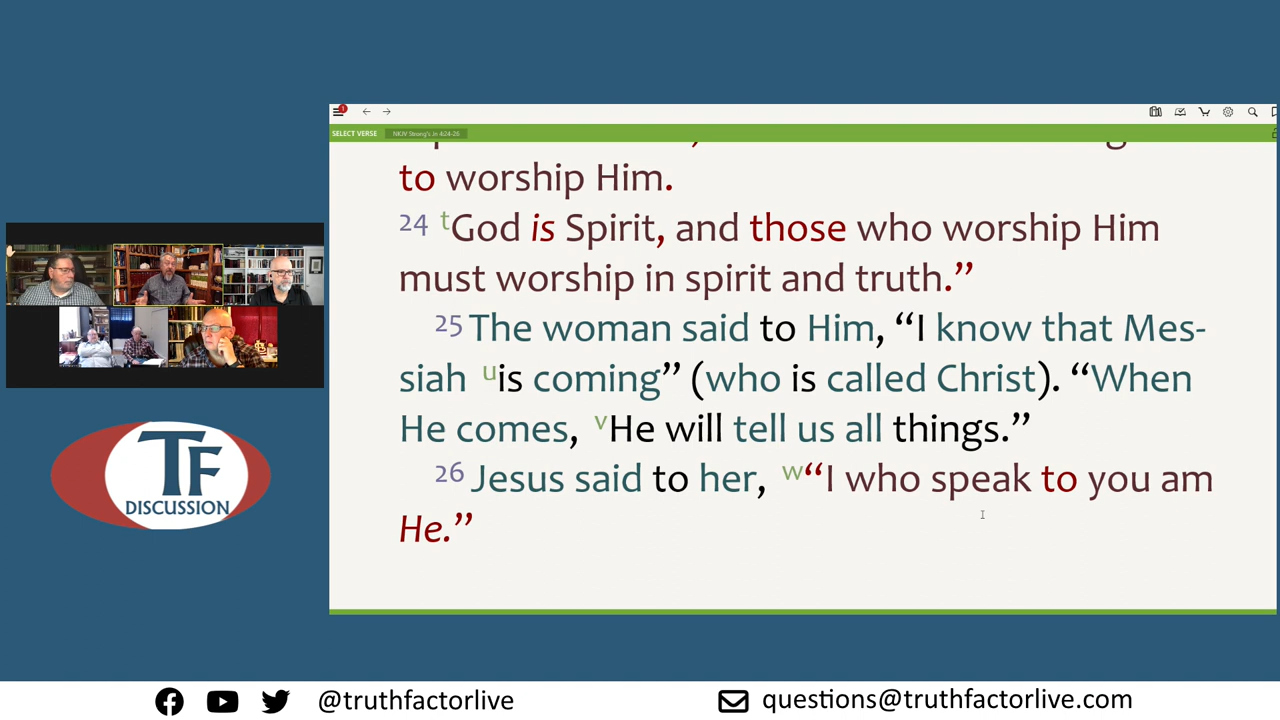 1
SELECT VERSE NKJV Strong's Jn 4:24-26
to worship Him.
24 tGod is Spirit, and those who worship Him
must worship in spirit and truth.”
25 The woman said to Him, “I know that Mes-
siah uis coming” (who is called Christ). “When
He comes, vHe will tell us all things.”
26 Jesus said to her, w“I who speak to you am
He.”
TF
DISCUSSION
@truthfactorlive
questions@truthfactorlive.com